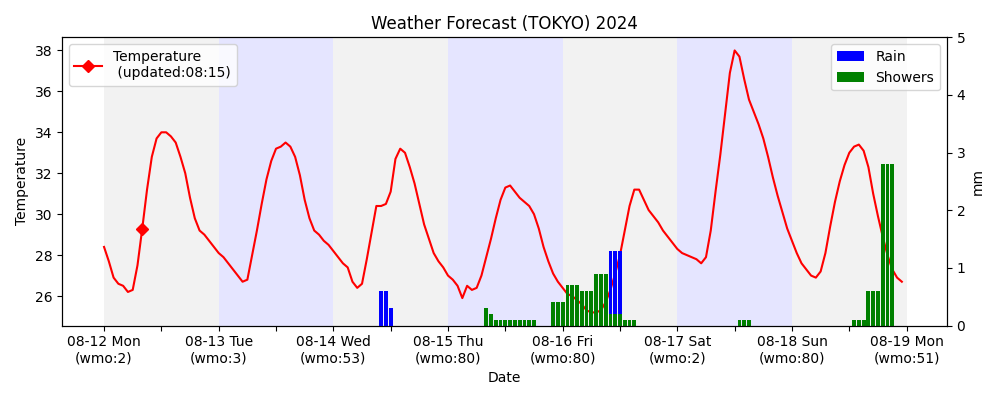 Weather Forecast (TOKYO) 2024
Temperature
(updated:08:15)
Rain
Showers
Temperature
38
36
34
32
30
28
26
5
4
3
2
1
0
mm
08-12 Mon
(wmo:2)
08-13 Tue
(wmo:3)
08-14 Wed
(wmo:53)
08-15 Thu
(wmo:80)
08-16 Fri
(wmo:80)
08-17 Sat
(wmo:2)
08-18 Sun
(wmo:80)
08-19 Mon
(wmo:51)
Date